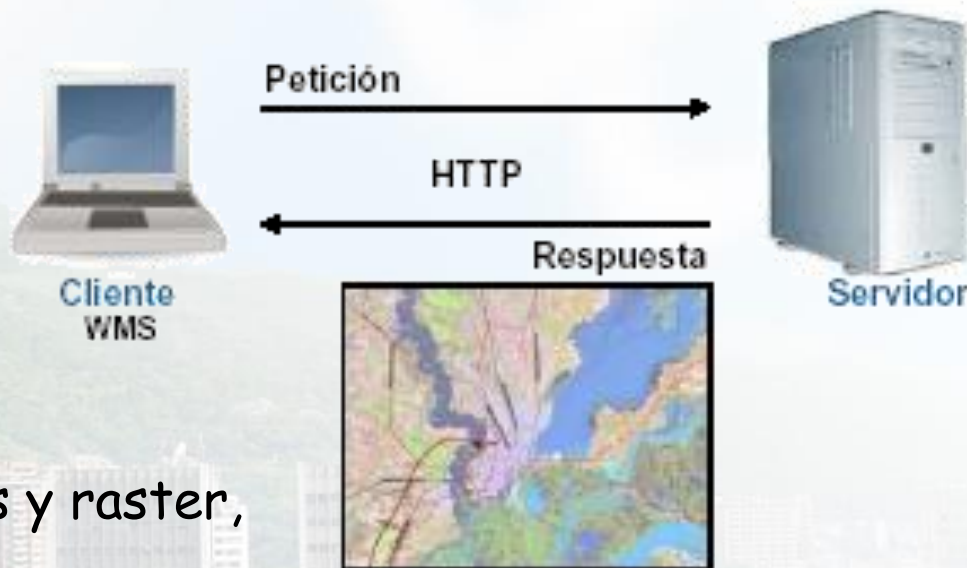 Petición
HTTP
Respuesta
Cliente
WMS
Servidor
s y raster,